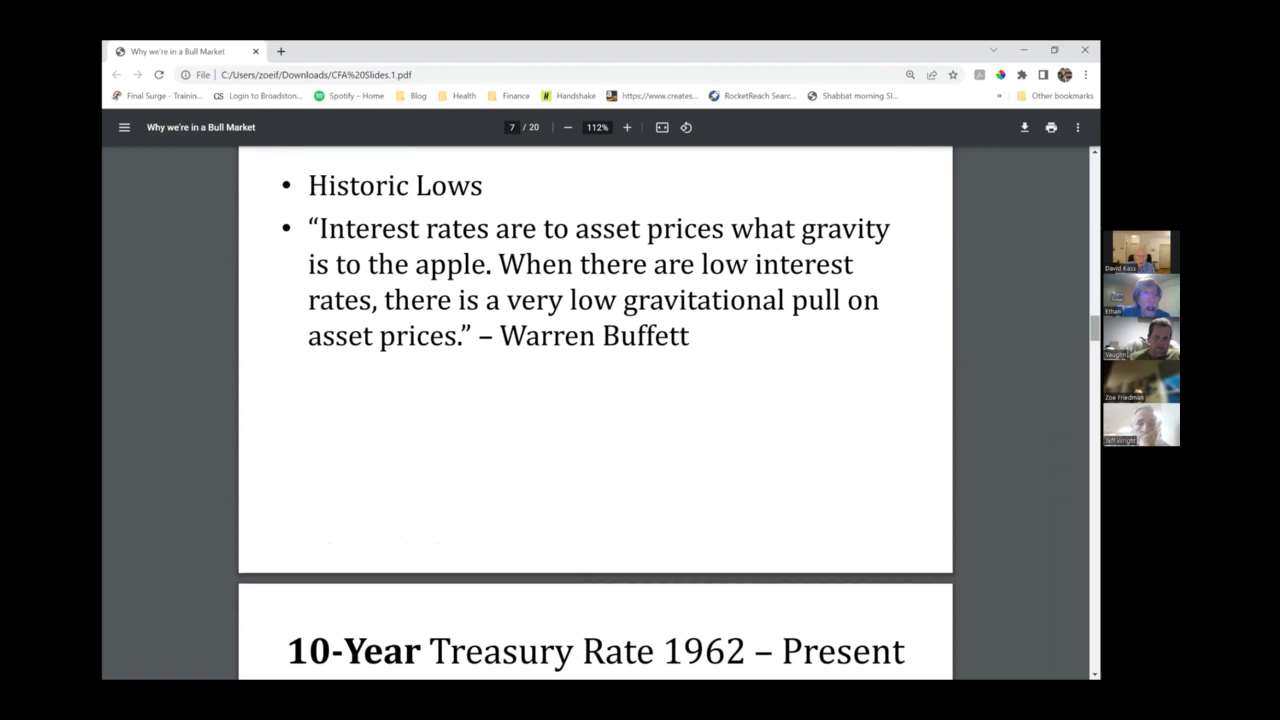 Why we're in a Bull Market
File C:/Users/zoeif/Downloads/CFA%20Slides.1.pdf
Final Surge - Trainin...
GS Login to Broadston...
Spotify – Home
Blog
Health
Finance
Handshake
https://www.creates...
RocketReach Searc...
Shabbat morning Sl...
»
Other bookmarks
Why we're in a Bull Market
7 / 20
112%
• Historic Lows
• “Interest rates are to asset prices what gravity
is to the apple. When there are low interest
rates, there is a very low gravitational pull on
asset prices.” – Warren Buffett
10-Year Treasury Rate 1962 – Present
David Kass
Ethan
Vaughn
Zoe Friedman
Jeff Wright